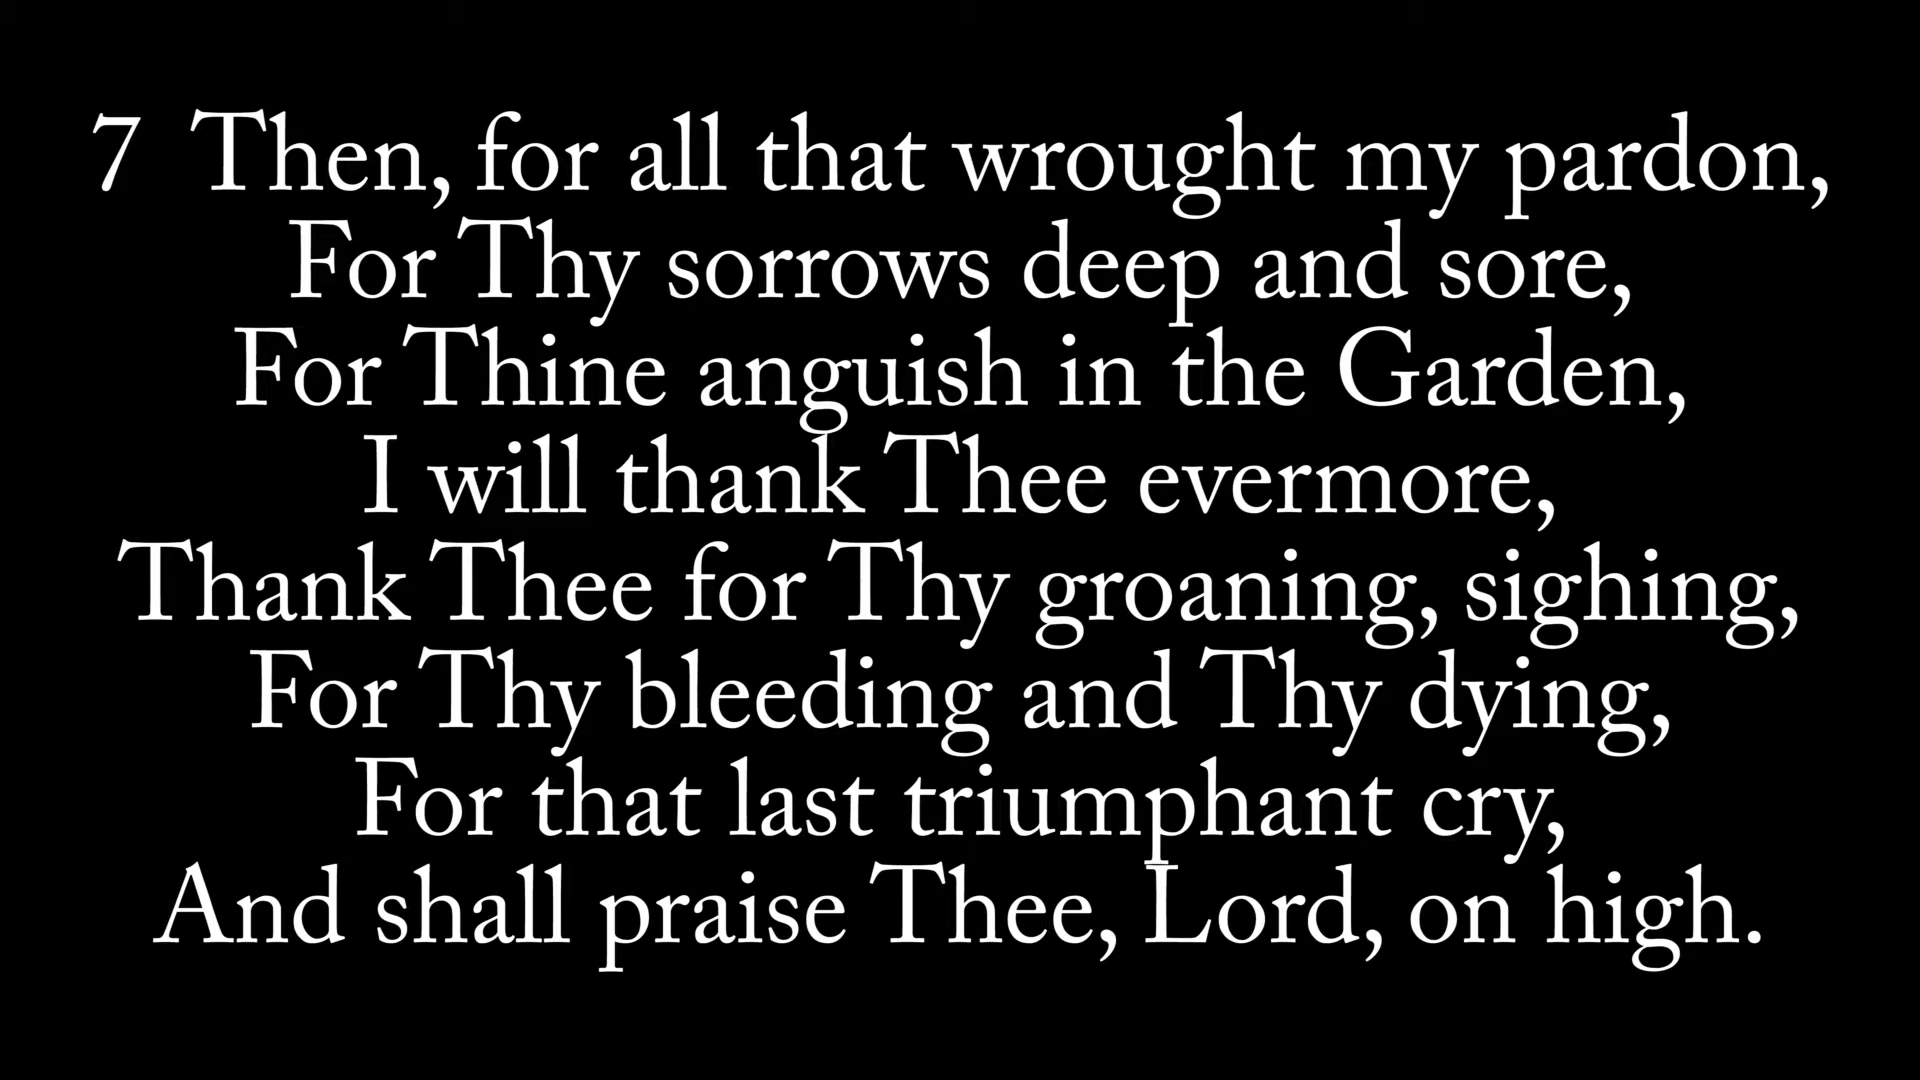 7 Then, for all that wrought my pardon,
For Thy sorrows deep and sore,
For Thine anguish in the Garden,
I will thank Thee evermore,
Thank Thee for Thy groaning, sighing,
For Thy bleeding and Thy dying,
For that last triumphant cry,
And shall praise Thee, Lord, on high.